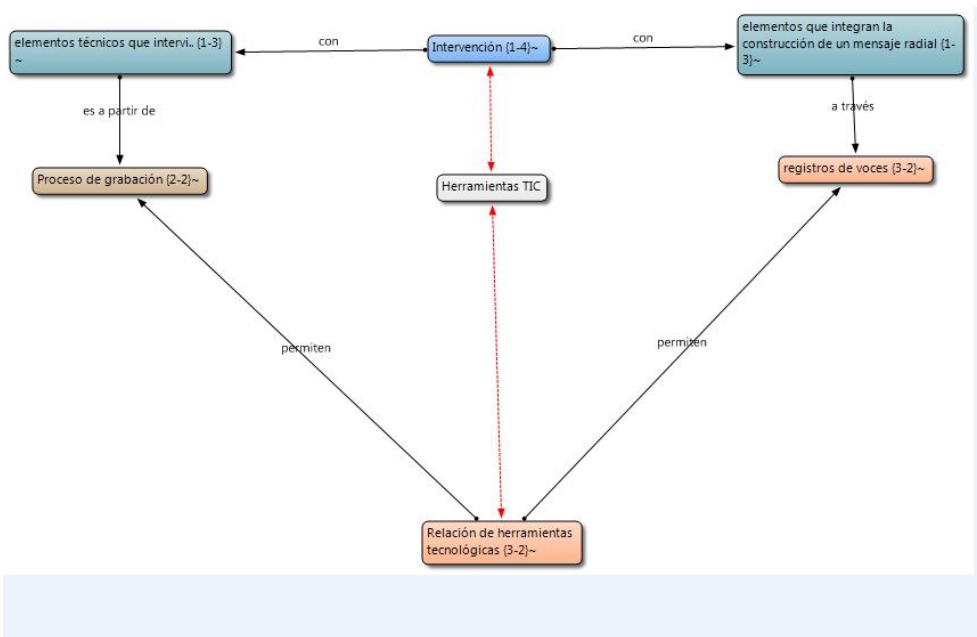 elementos técnicos que intervi.. {1-3}
~
con
Intervención {1-4}~
con
elementos que integran la
construcción de un mensaje radial {1-
3}~
es a partir de
a través
Proceso de grabación {2-2}~
Herramientas TIC
registros de voces {3-2}~
permiten
permiten
Relación de herramientas
tecnológicas {3-2}~